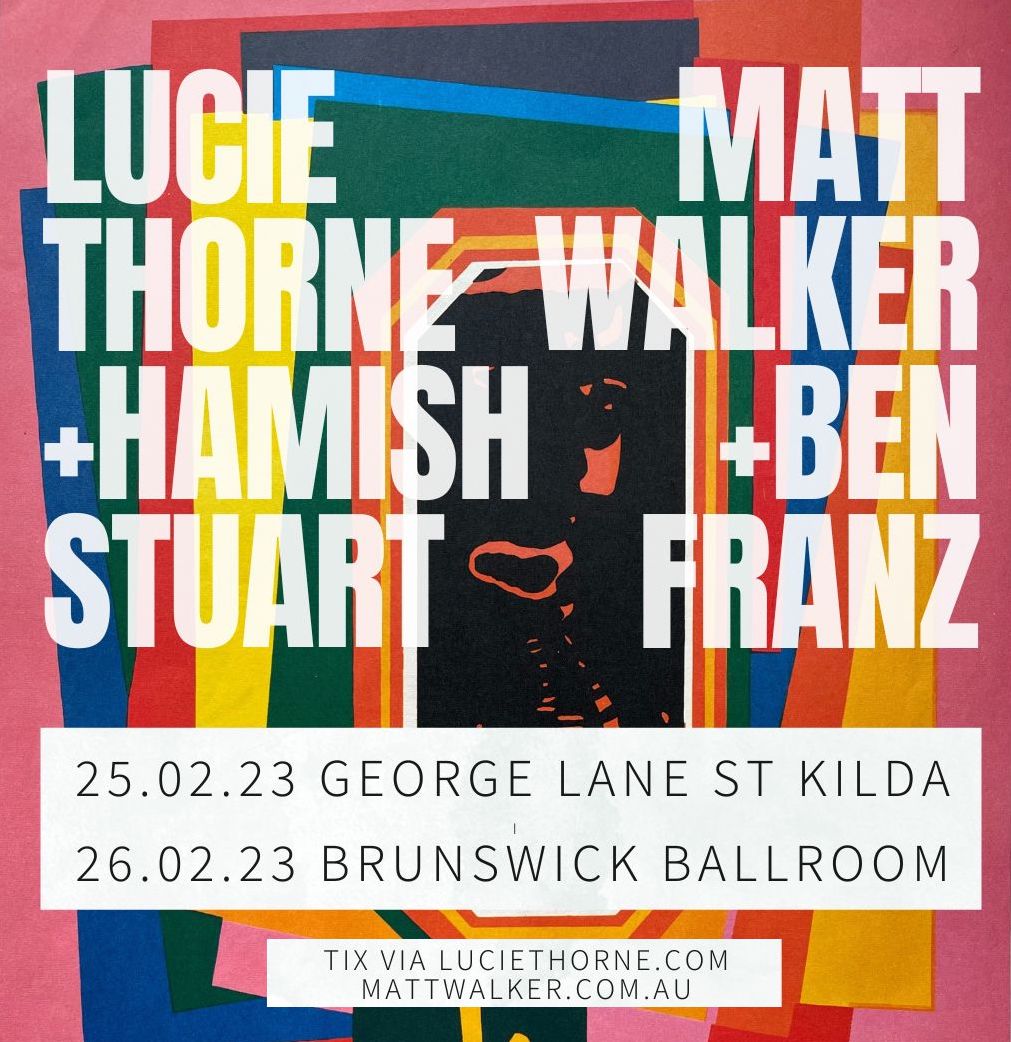 LUCIE
THORNE
+HAMISH
STUART
MATT
WALKER
+BEN
FRANZ
25.02.23 GEORGE LANE ST KILDA
26.02.23 BRUNSWICK BALLROOM
TIX VIA LUCIETHORNE.COM
MATTWALKER.COM.AU